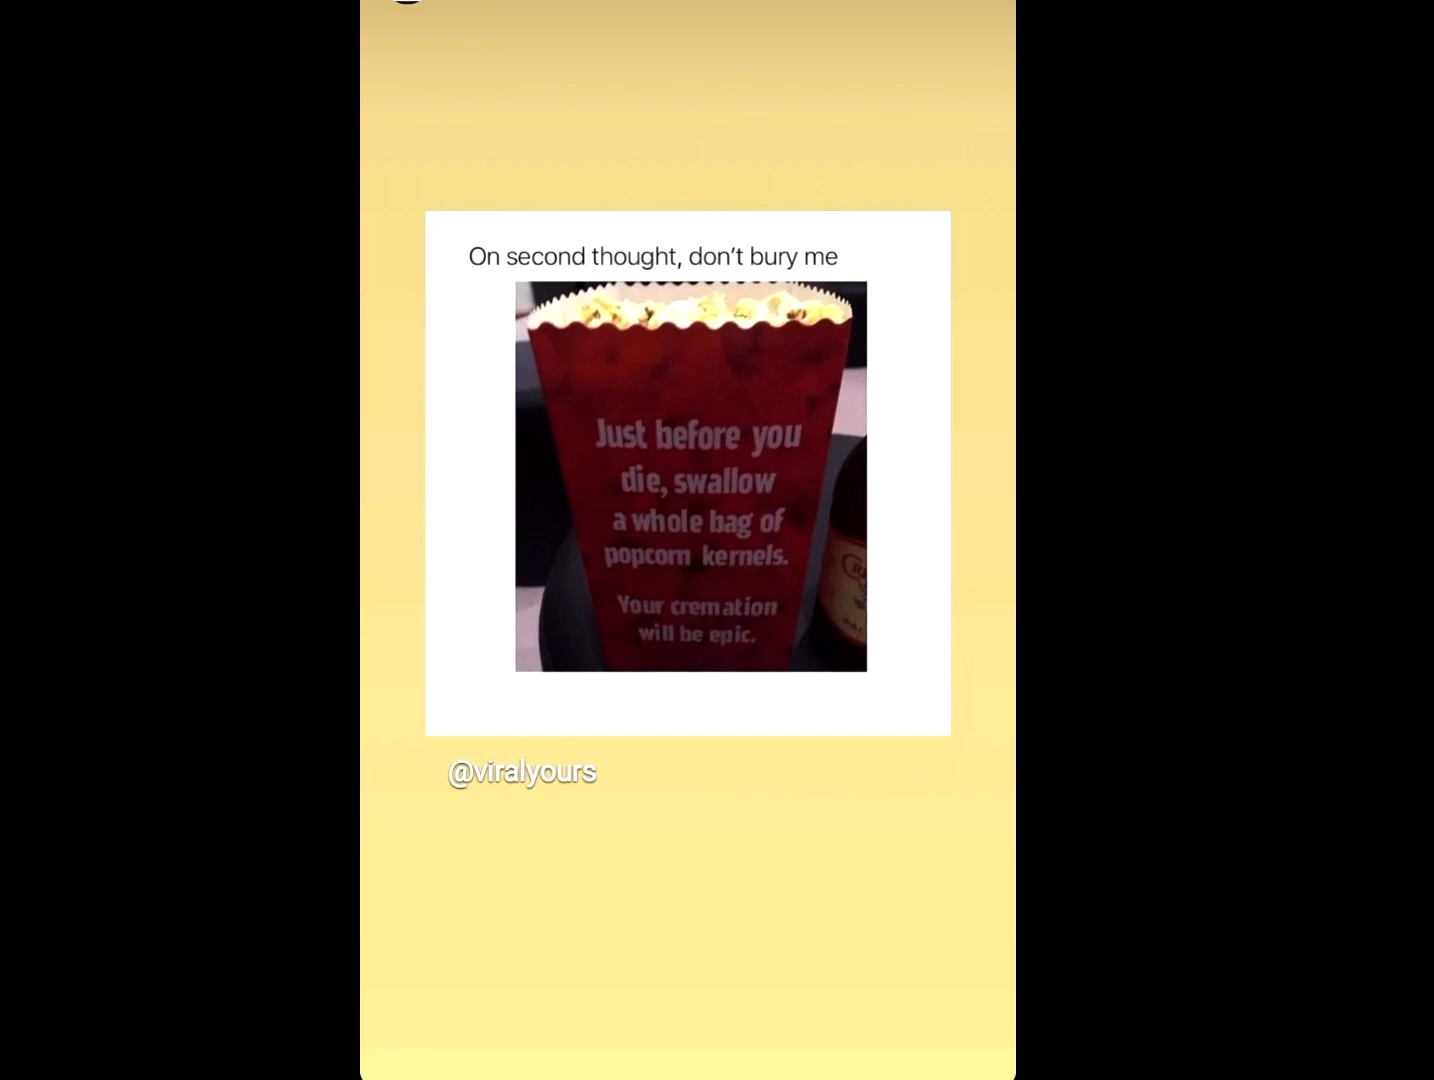 On second thought, don't bury me
Just before you
die, swallow
a whole bag of
popcorn kernels.
Your cremation
will be epic.
@viralyours